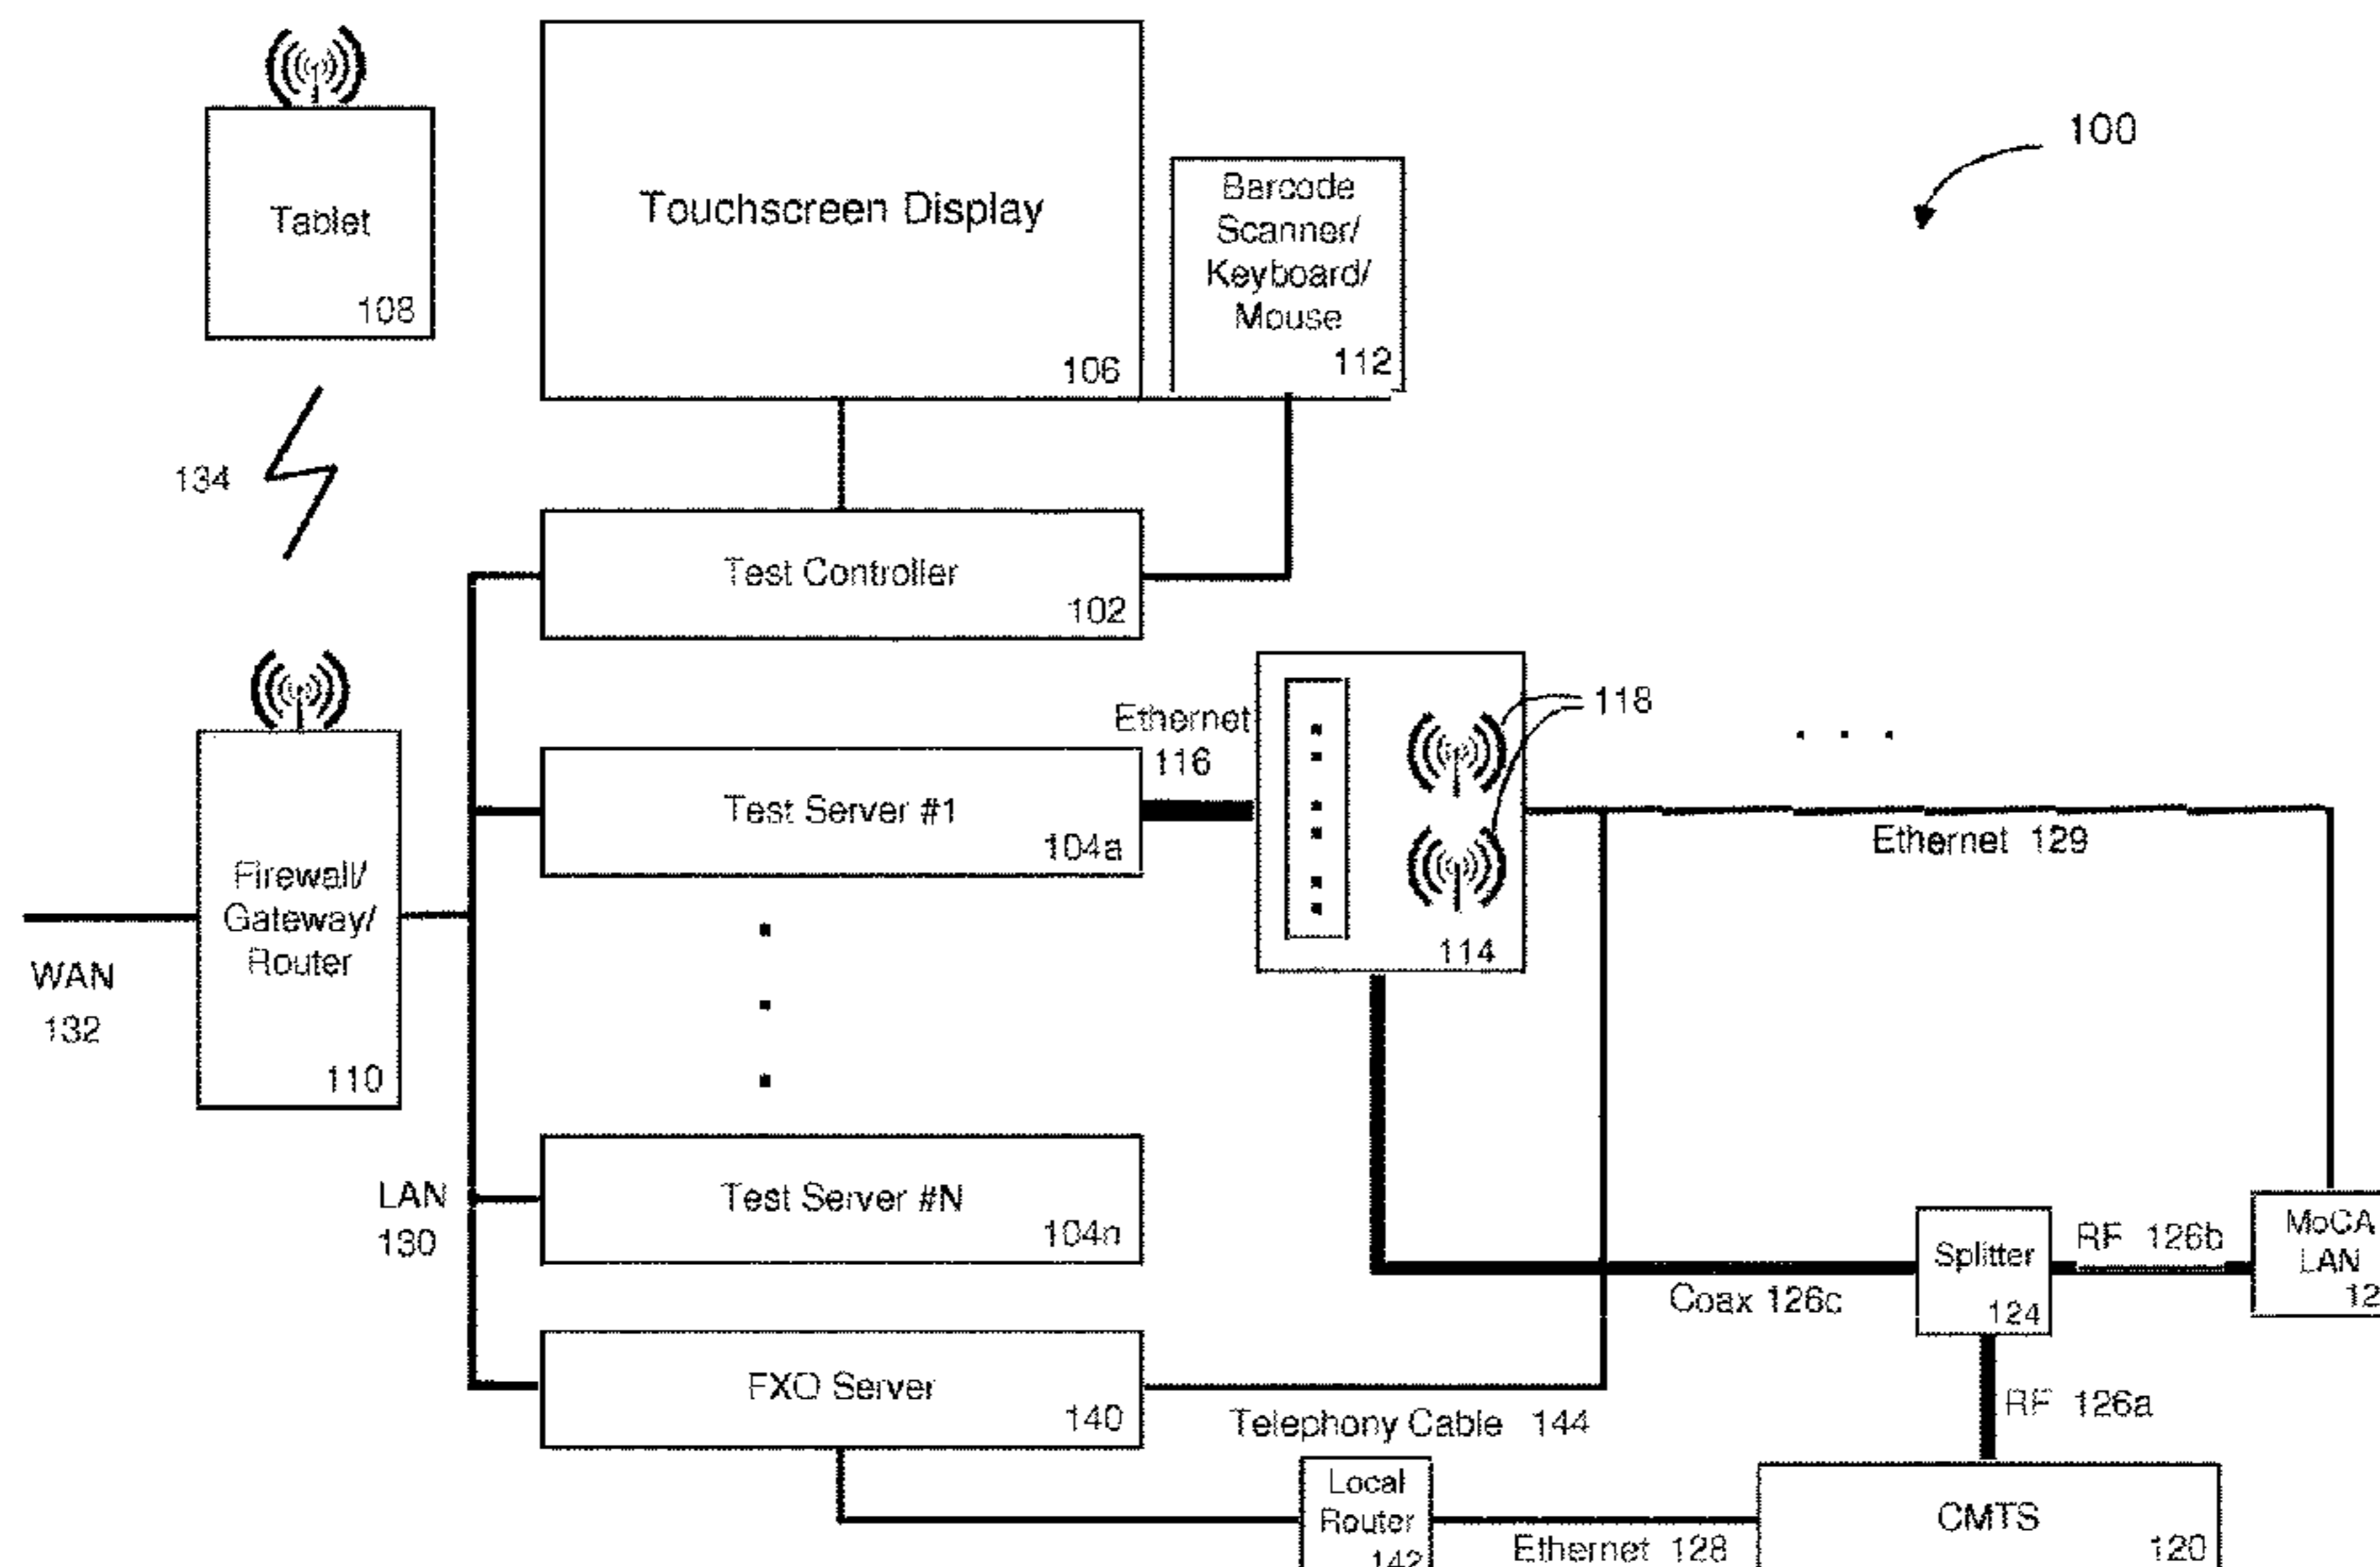 100
Tablet
108
Touchscreen Display
106
Barcode
Scanner/
Keyboard/
Mouse
112
134
Test Controller
102
Ethernet
116
118
Test Server #1
104a
114
Ethernet 129
Firewall/
Gateway/
Router
110
WAN
132
LAN
130
Test Server #N
104n
Splitter
124
RF 126b
MoCA
LAN
12
Coax 126c
FXO Server
140
Telephony Cable 144
RF 126a
Local
Router
142
Ethernet 128
CMTS
120